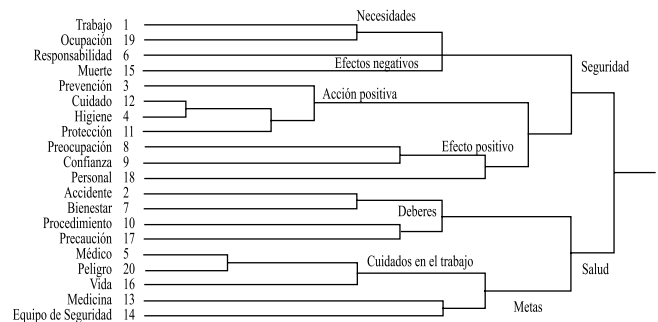 Necesidades
Trabajo 1
Ocupación 19
Responsabilidad 6
Efectos negativos
Muerte 15
Seguridad
Prevención 3
Acción positiva
Cuidado 12
Higiene 4
Protección 11
Preocupación 8
Efecto positivo
Confianza 9
Personal 18
Accidente 2
Bienestar 7
Deberes
Procedimiento 10
Precaución 17
Médico 5
Cuidados en el trabajo
Peligro 20
Salud
Vida 16
Medicina 13
Metas
Equipo de Seguridad 14